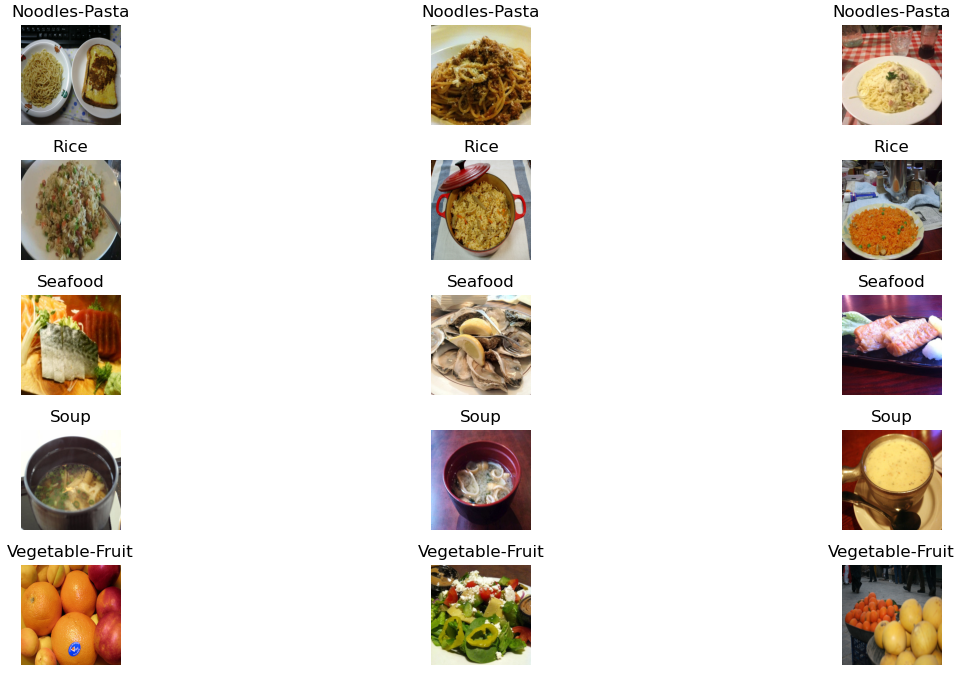 Noodles-Pasta Noodles-Pasta Noodles-Pasta
Rice Rice Rice
Seafood Seafood Seafood
Soup Soup Soup
Vegetable-Fruit Vegetable-Fruit Vegetable-Fruit